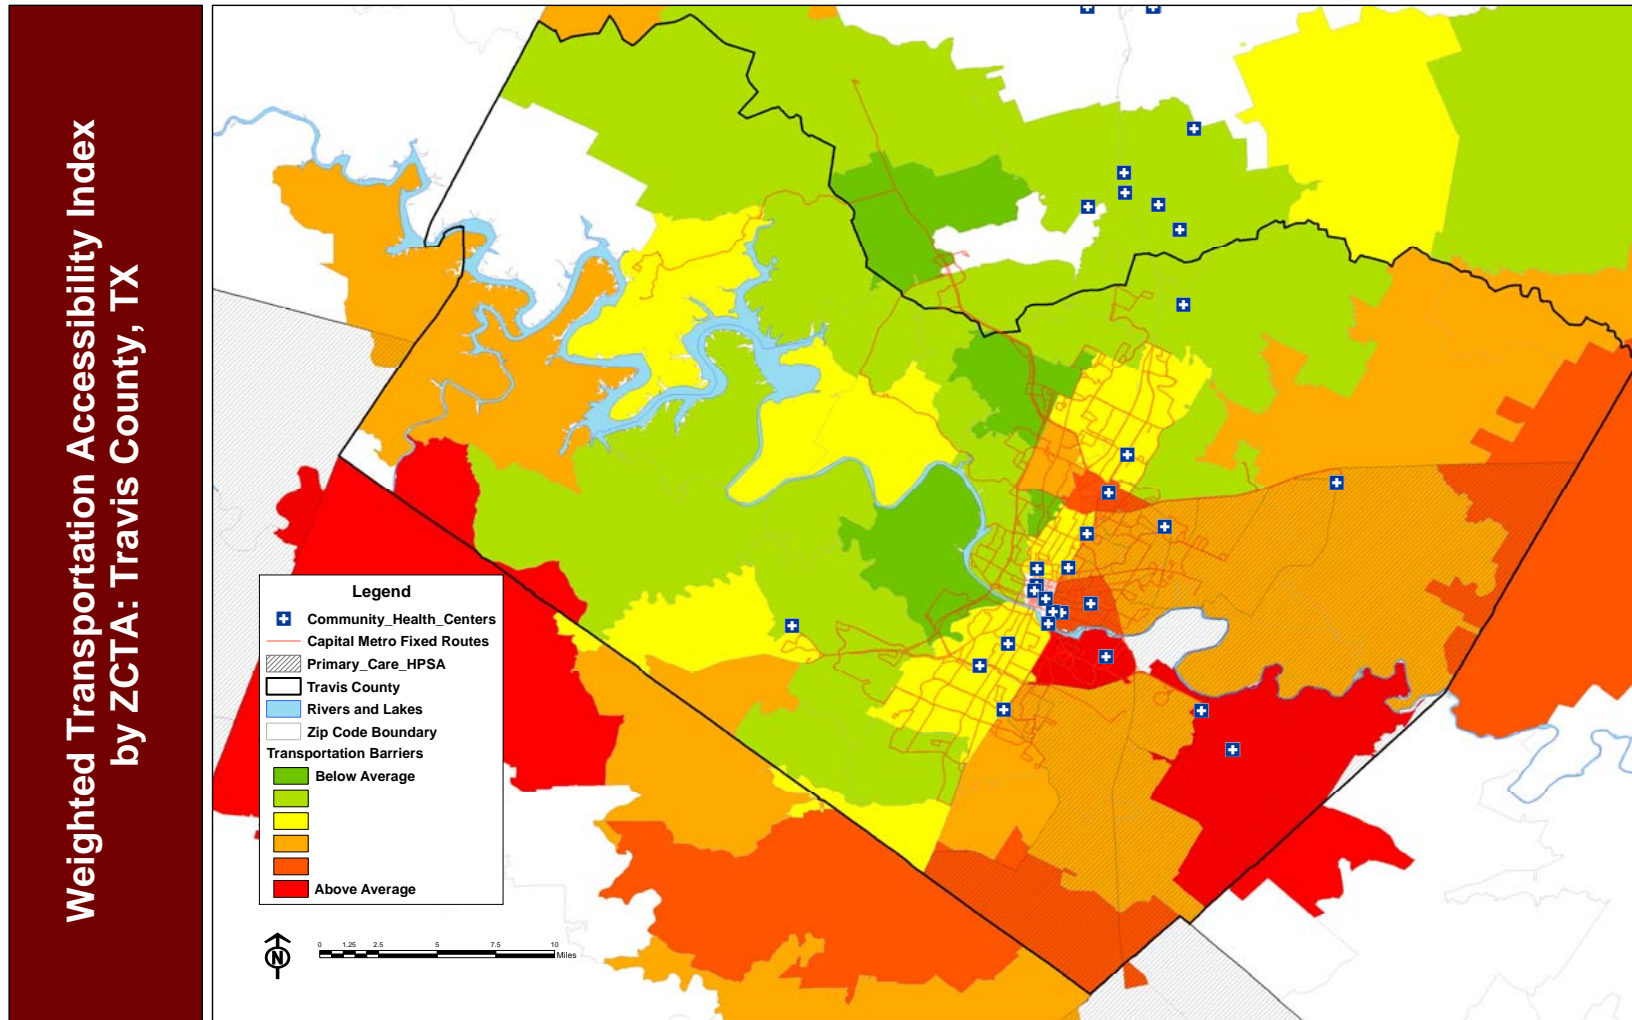 Weighted Transportation Accessibility Index
by ZCTA: Travis County, TX
Legend
Community_Health_Centers
Capital Metro Fixed Routes
Primary_Care_HPSA
Travis County
Rivers and Lakes
Zip Code Boundary
Transportation Barriers
Below Average
Above Average
N
0 1.25 2.5 5 7.5 10
Miles